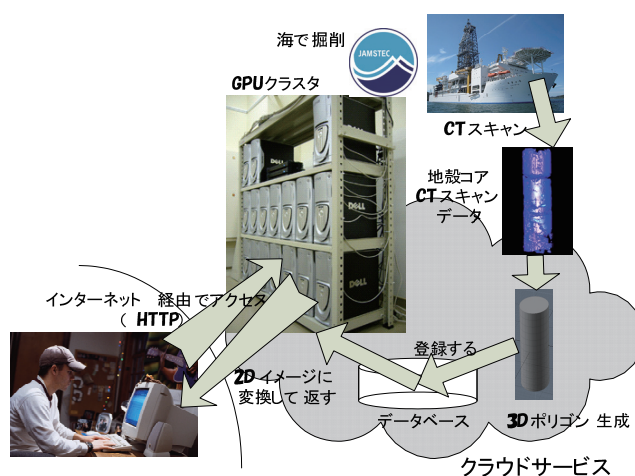 海で掘削
JAMSTEC
GPUクラスタ
CTスキャン
地殻コア
CTスキャン
データ
DELL
DELL
DELL
インターネット 経由でアクセス
( HTTP)
登録する
2Dイメージに
変換して 返す
データベース
3Dポリゴン 生成
クラウドサービス